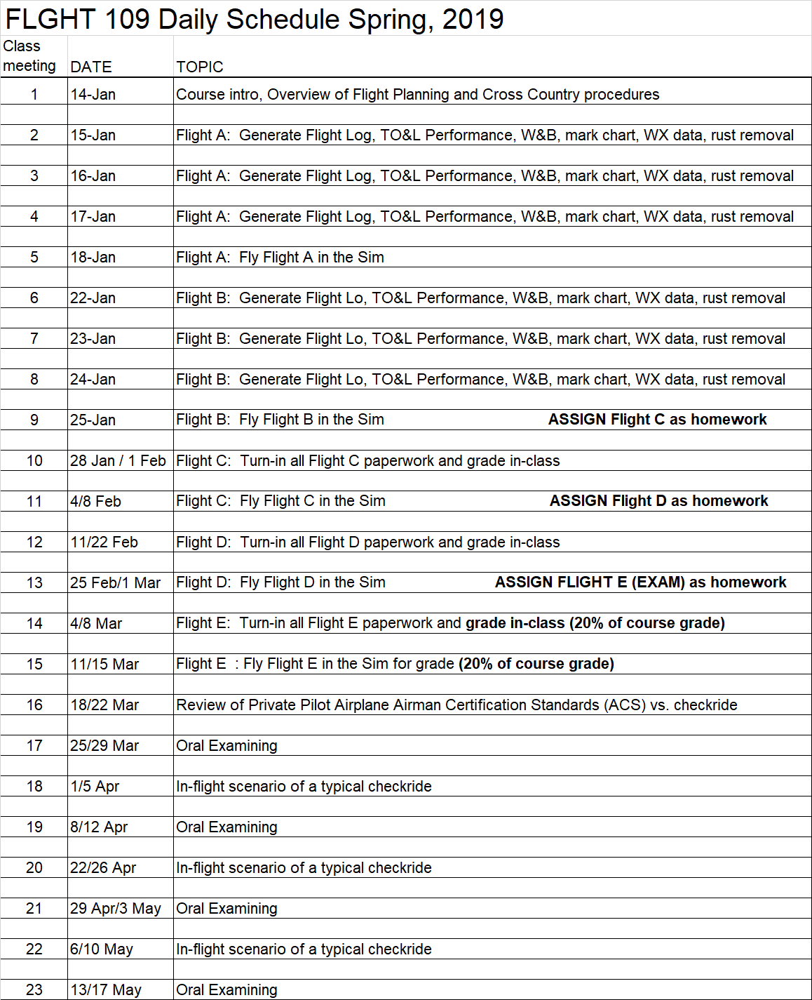 FLGHT 109 Daily Schedule Spring, 2019
Class
meeting DATE TOPIC
1 14-Jan Course intro, Overview of Flight Planning and Cross Country procedures
2 15-Jan Flight A:  Generate Flight Log, TO&L Performance, W&B, mark chart, WX data, rust removal
3 16-Jan Flight A:  Generate Flight Log, TO&L Performance, W&B, mark chart, WX data, rust removal
4 17-Jan Flight A:  Generate Flight Log, TO&L Performance, W&B, mark chart, WX data, rust removal
5 18-Jan Flight A:  Fly Flight A in the Sim
6 22-Jan Flight B:  Generate Flight Lo, TO&L Performance, W&B, mark chart, WX data, rust removal
7 23-Jan Flight B:  Generate Flight Lo, TO&L Performance, W&B, mark chart, WX data, rust removal
8 24-Jan Flight B:  Generate Flight Lo, TO&L Performance, W&B, mark chart, WX data, rust removal
9 25-Jan Flight B:  Fly Flight B in the Sim ASSIGN Flight C as homework
10 28 Jan / 1 Feb Flight C:  Turn-in all Flight C paperwork and grade in-class
11 4/8 Feb Flight C:  Fly Flight C in the Sim ASSIGN Flight D as homework
12 11/22 Feb Flight D:  Turn-in all Flight D paperwork and grade in-class
13 25 Feb/1 Mar Flight D:  Fly Flight D in the Sim ASSIGN FLIGHT E (EXAM) as homework
14 4/8 Mar Flight E:  Turn-in all Flight E paperwork and grade in-class (20% of course grade)
15 11/15 Mar Flight E  : Fly Flight E in the Sim for grade (20% of course grade)
16 18/22 Mar Review of Private Pilot Airplane Airman Certification Standards (ACS) vs. checkride
17 25/29 Mar Oral Examining
18 1/5 Apr In-flight scenario of a typical checkride
19 8/12 Apr Oral Examining
20 22/26 Apr In-flight scenario of a typical checkride
21 29 Apr/3 May Oral Examining
22 6/10 May In-flight scenario of a typical checkride
23 13/17 May Oral Examining